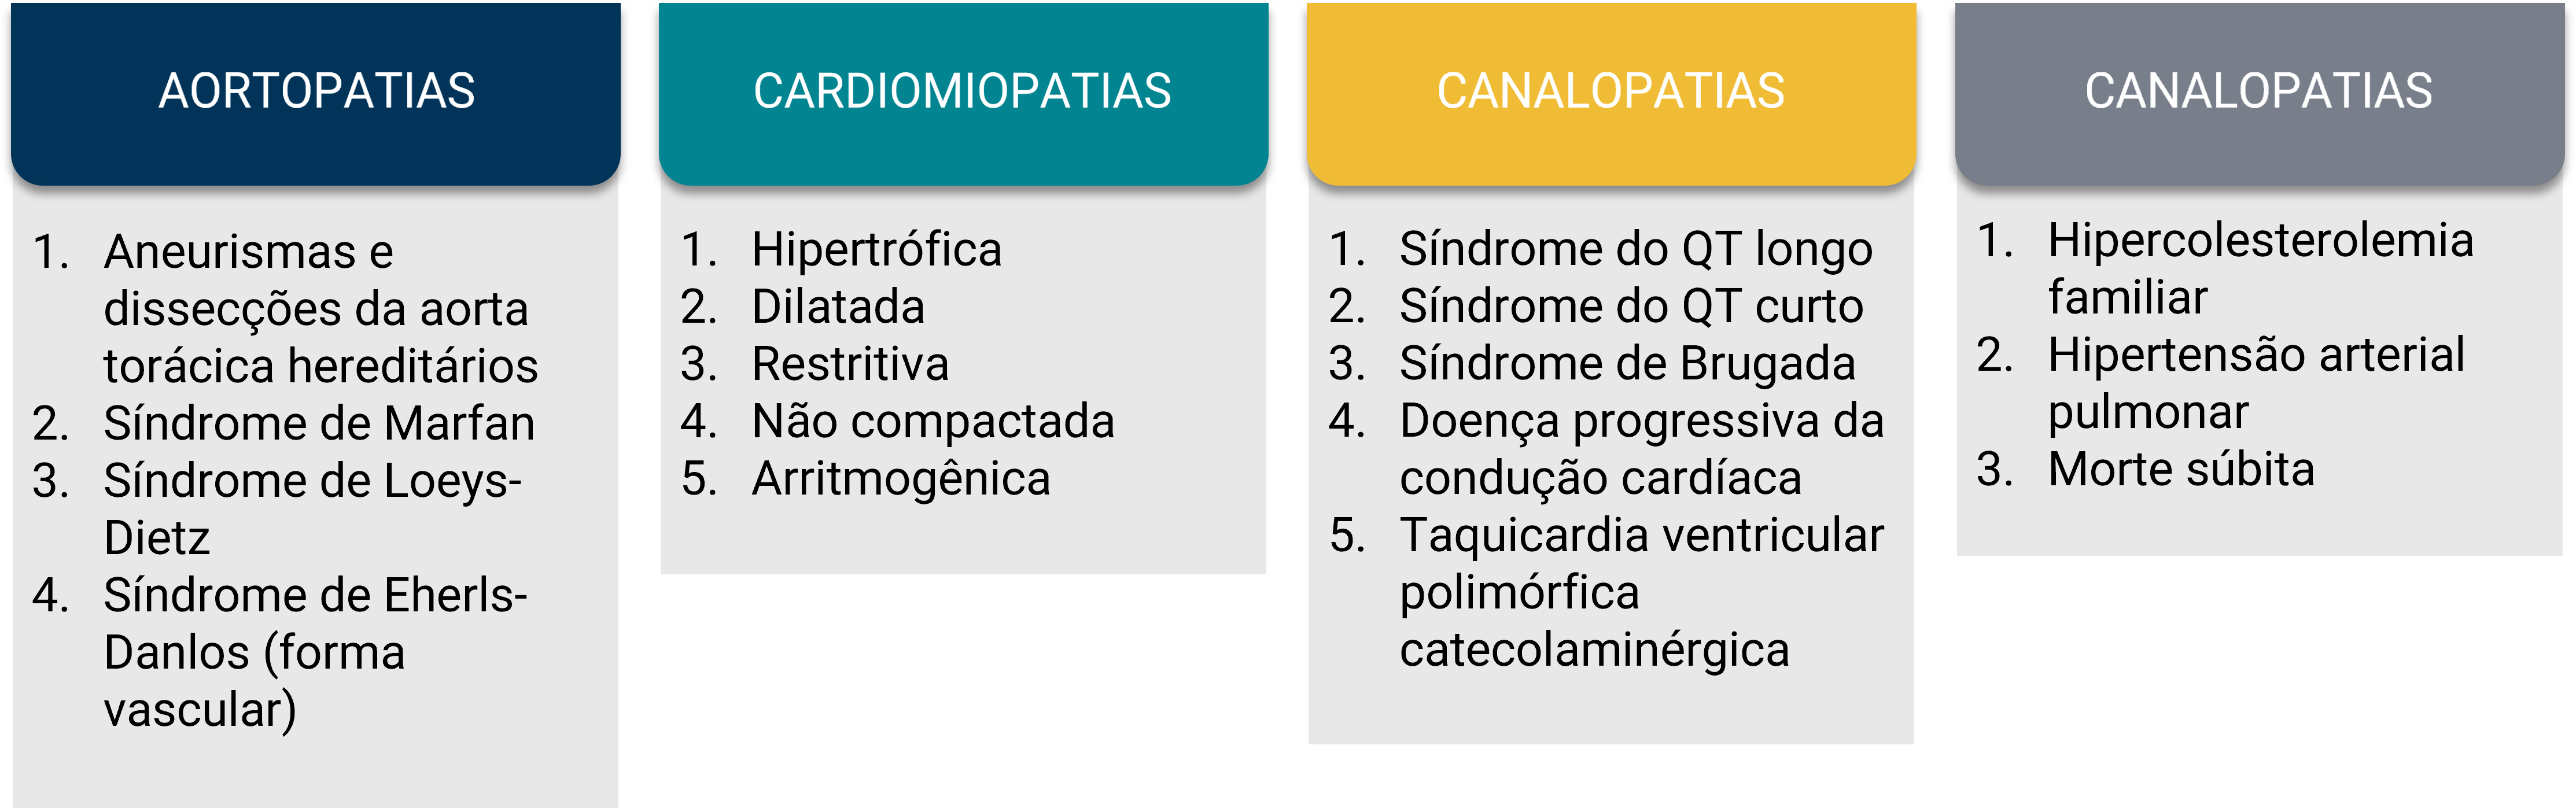 AORTOPATIAS
1. Aneurismas e
dissecções da aorta
torácica hereditários
2. Síndrome de Marfan
3. Síndrome de Loeys-
Dietz
4. Síndrome de Eherls-
Danlos (forma
vascular)
CARDIOMIOPATIAS
1. Hipertrófica
2. Dilatada
3. Restritiva
4. Não compactada
5. Arritmogênica
CANALOPATIAS
1. Síndrome do QT longo
2. Síndrome do QT curto
3. Síndrome de Brugada
4. Doença progressiva da
condução cardíaca
5. Taquicardia ventricular
polimórfica
catecolaminérgica
CANALOPATIAS
1. Hipercolesterolemia
familiar
2. Hipertensão arterial
pulmonar
3. Morte súbita